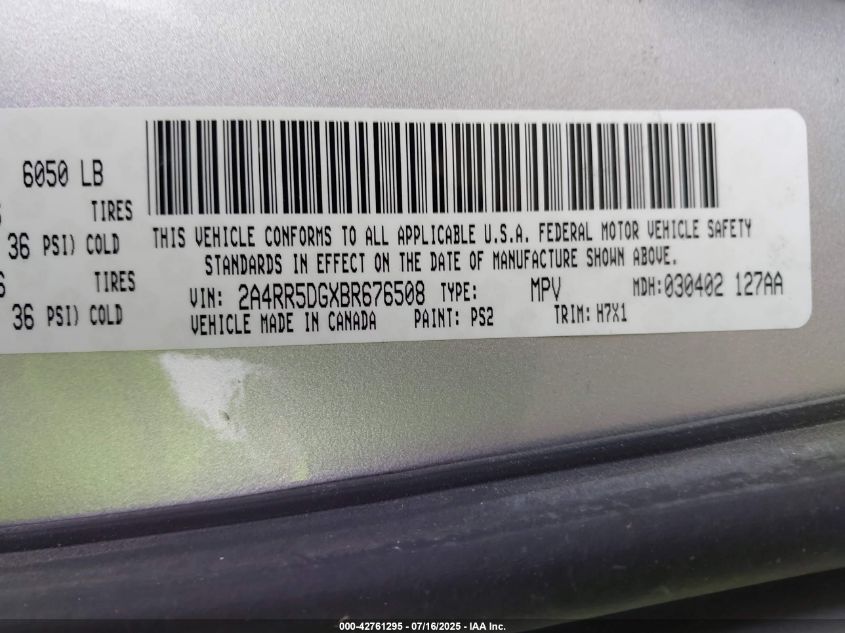 6050 LB
TIRES
36 PSI) COLD
TIRES
36 PSI) COLD
THIS VEHICLE CONFORMS TO ALL APPLICABLE U.S.A. FEDERAL MOTOR VEHICLE SAFETY
STANDARDS IN EFFECT ON THE DATE OF MANUFACTURE SHOWN ABOVE.
VIN: 2A4RR5DGXBR676508 TYPE: MPV MDH:030402 127AA
VEHICLE MADE IN CANADA PAINT: PS2 TRIM: H7X1
000-42761295 - 07/16/2025 - IAA Inc.